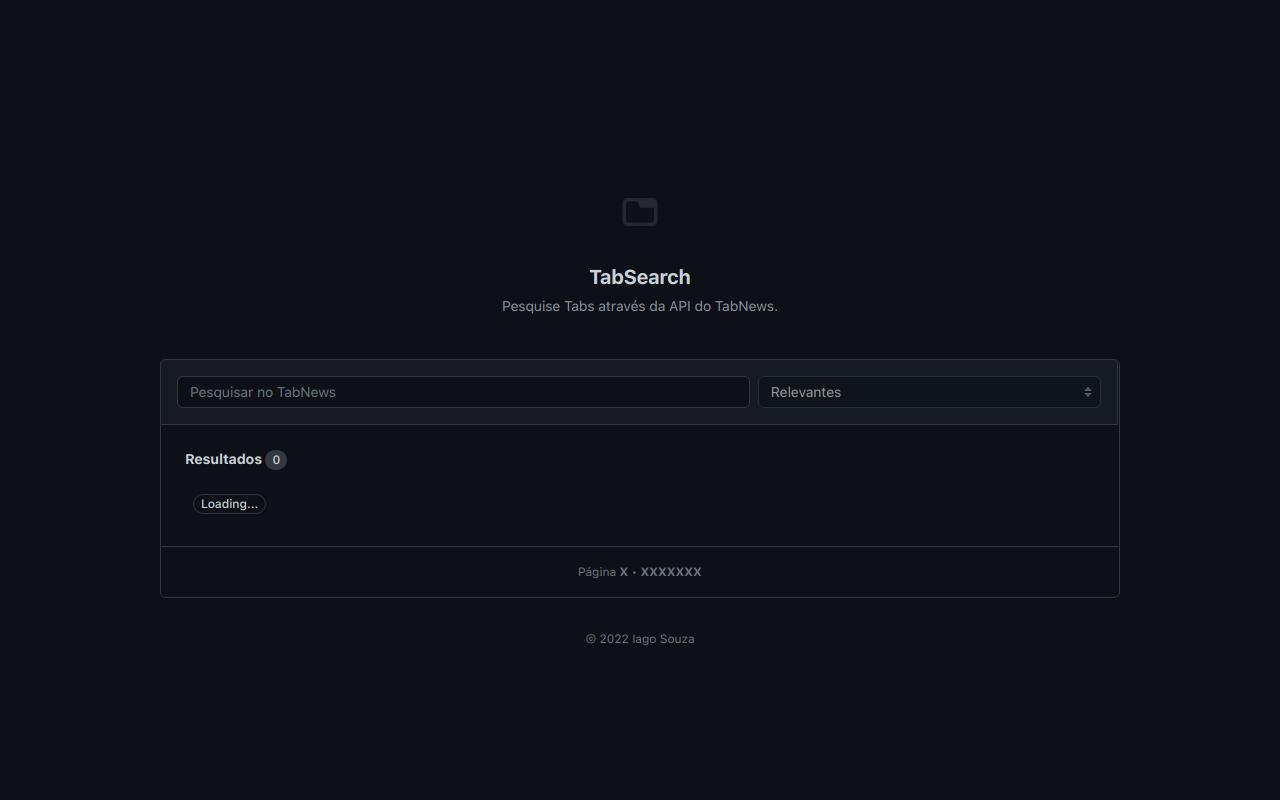 TabSearch
Pesquise Tabs através da API do TabNews.
Pesquisar no TabNews
Relevantes
Resultados 0
Loading...
Página X • XXXXXXX
© 2022 Iago Souza